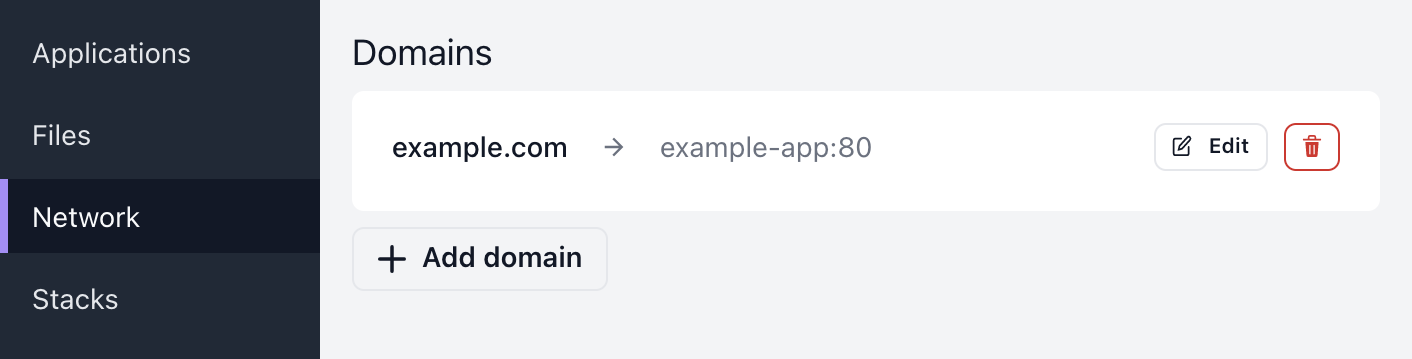 Applications
Files
Network
Stacks
Domains
example.com → example-app:80
Edit
Add domain